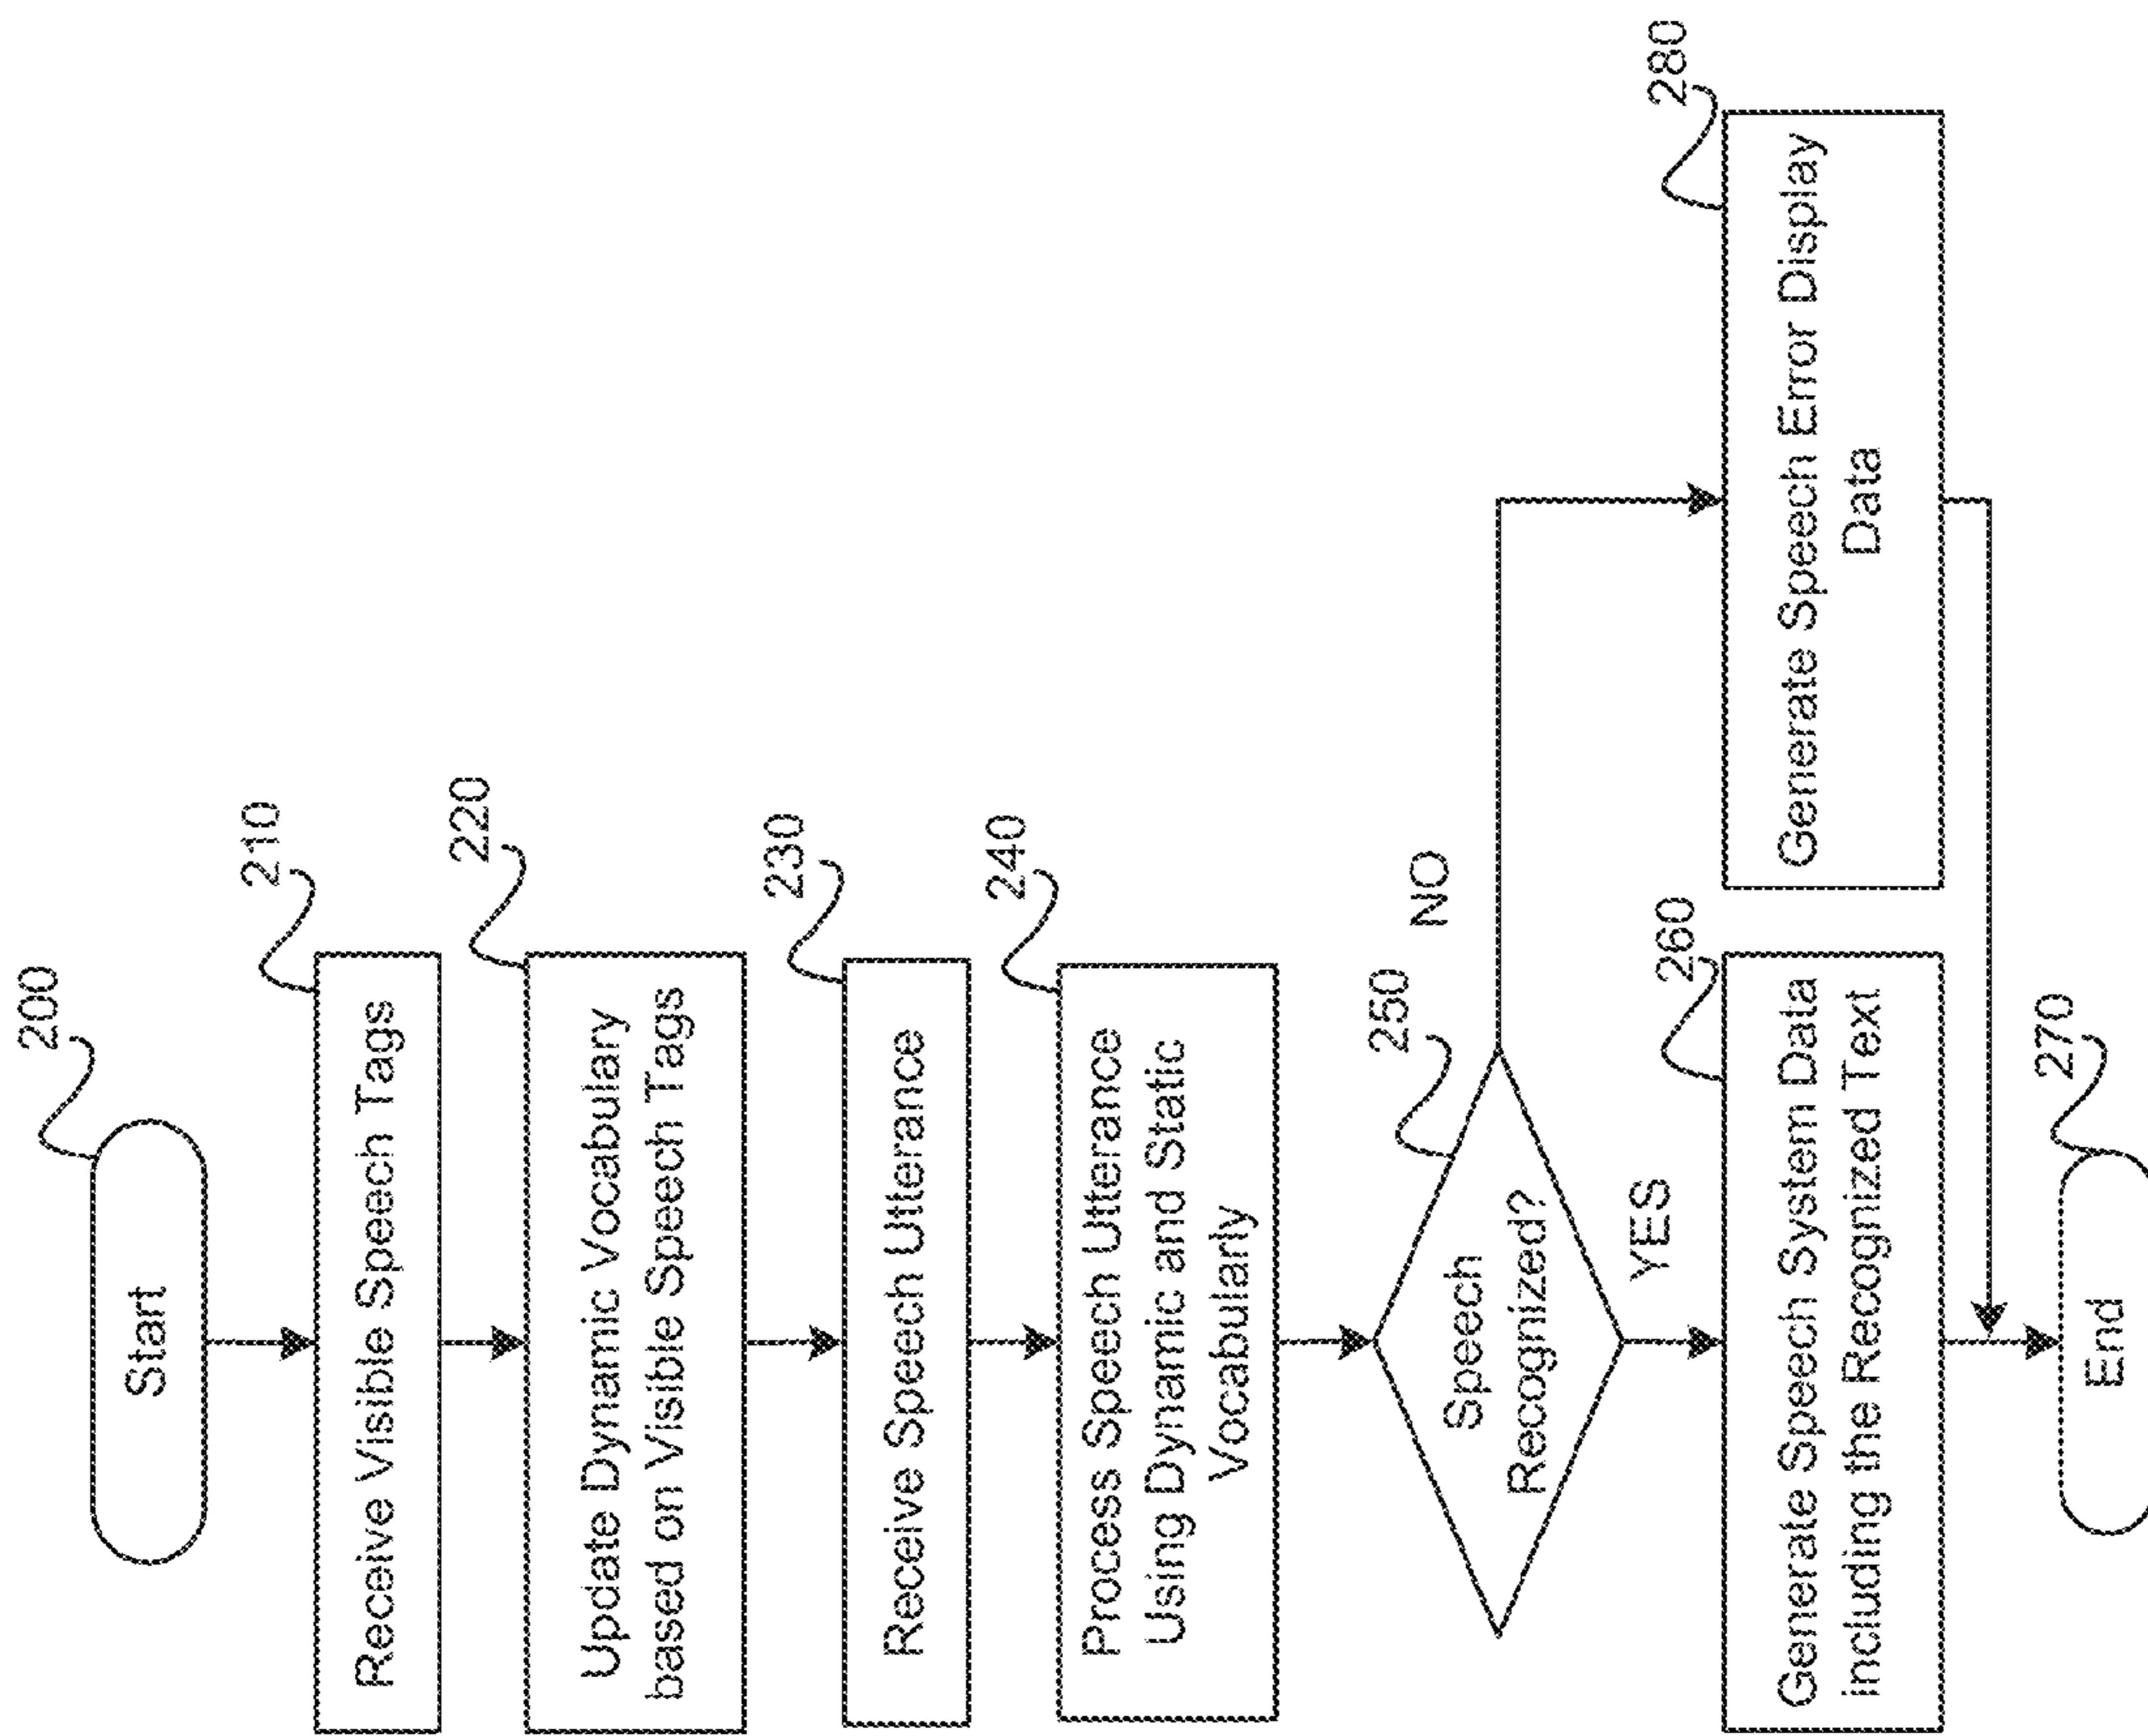 200
Start
210
Receive Visible Speech Tags
220
Update Dynamic Vocabulary
based on Visible Speech Tags
230
Receive Speech Utterance
240
Process Speech Utterance
Using Dynamic and Static
Vocabularly
250
Speech
Recognized?
NO
YES
260
Generate Speech System Data
including the Recognized Text
280
Generate Speech Error Display
Data
270
End